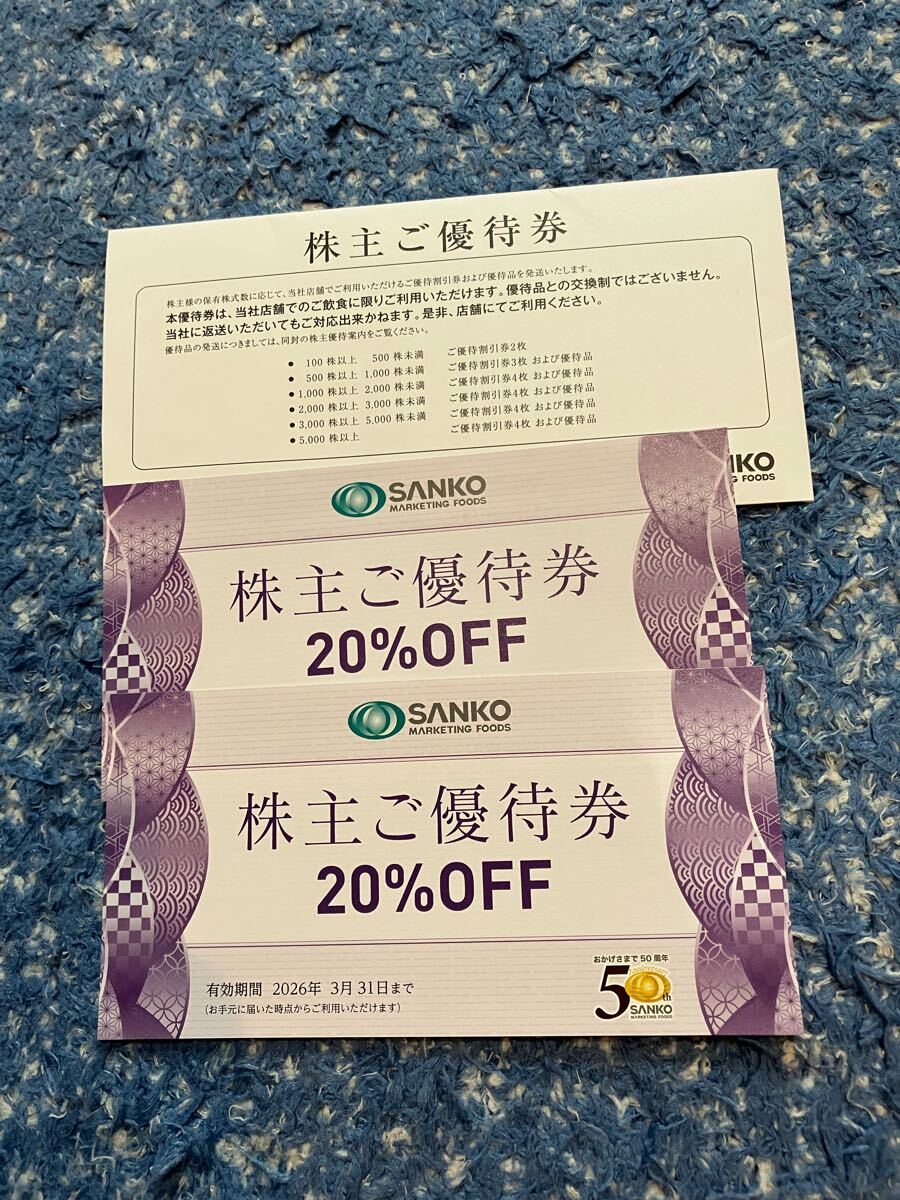 株主ご優待券
株主様の保有株式数に応じて、当社店舗でのご利用いただけるご優待割引券および優待品を発送いたします。
本優待券は、当社店舗でのご飲食に限りご利用いただけます。優待品との交換制ではございません。
当社に返送いただいてもご対応出来かねます。是非、店舗にてご利用ください。
優待品の発送につきましては、同封の株主優待案内をご覧ください。
● 100 株以上 500 株未満 ご優待割引券2枚
● 500 株以上 1,000 株未満 ご優待割引券3枚 および優待品
● 1,000 株以上 2,000 株未満 ご優待割引券4枚 および優待品
● 2,000 株以上 3,000 株未満 ご優待割引券4枚 および優待品
● 3,000 株以上 5,000 株未満 ご優待割引券4枚 および優待品
● 5,000 株以上 ご優待割引券4枚 および優待品
NKO
G FOODS
SANKO
MARKETING FOODS
株主ご優待券
20%OFF
SANKO
MARKETING FOODS
株主ご優待券
20%OFF
有効期間 2026年 3月 31日まで
(お手元に届いた時点からご利用いただけます)
おかげさまで 50 周年
50th
Anniversary
SANKO
MARKETING FOODS